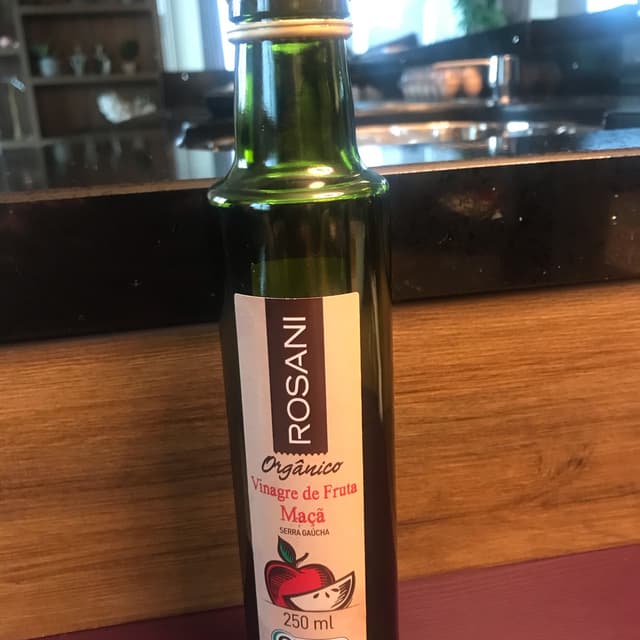 ROSANI
Orgânico
Vinagre de Fruta
Maçã
SERRA GAÚCHA
250 ml